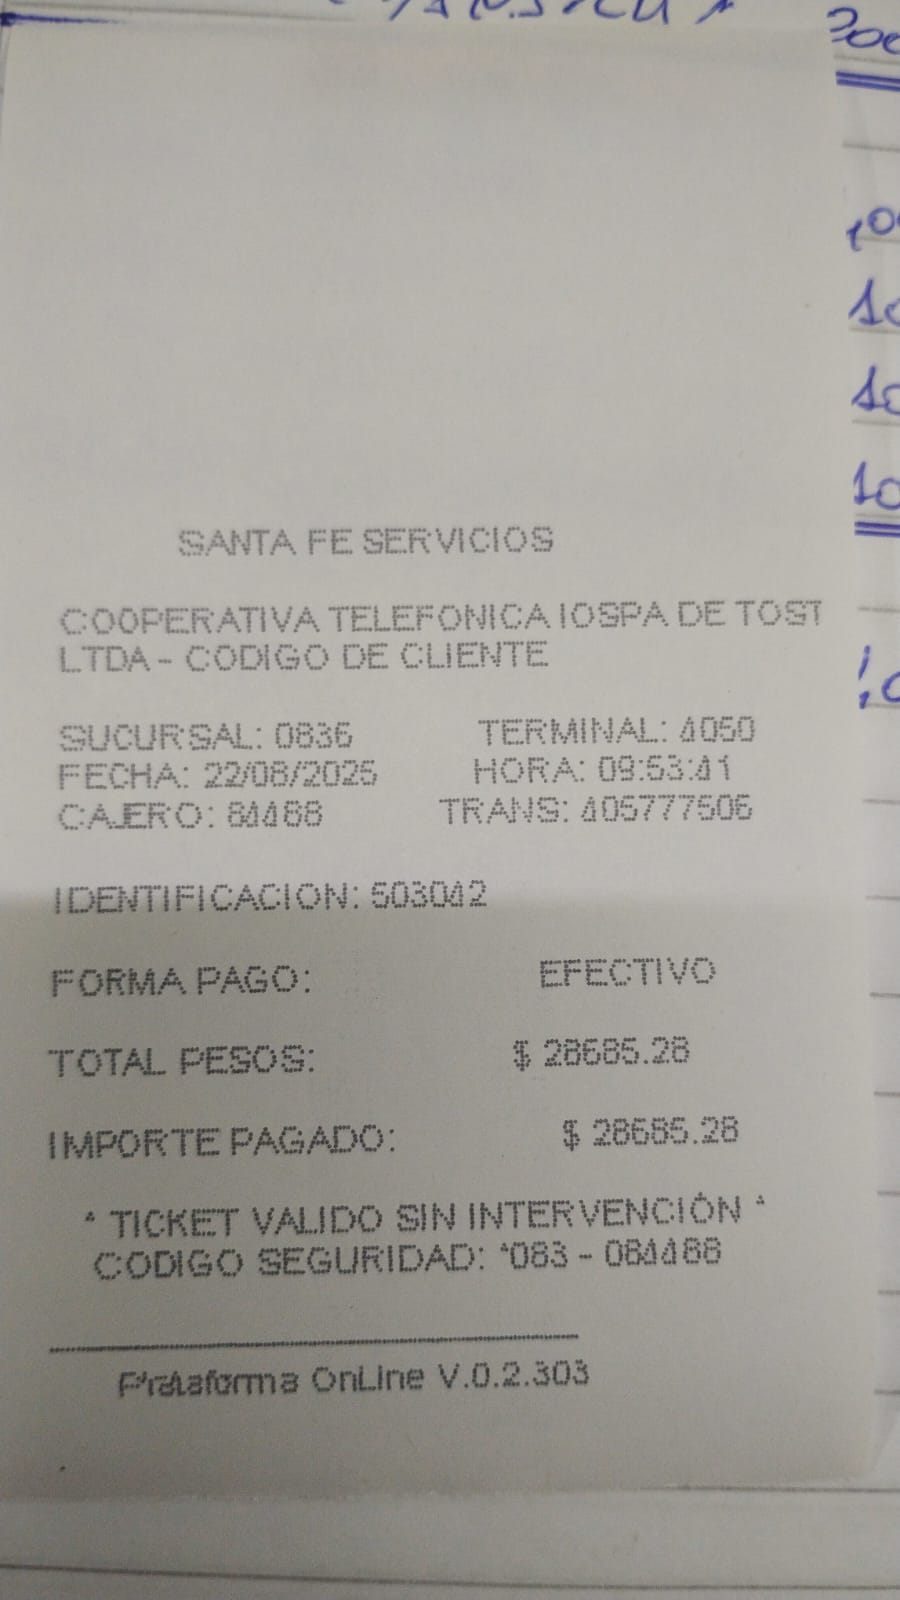 SANTA FE SERVICIOS
COOPERATIVA TELEFONICA IOSPA DE TOST
LTDA - CODIGO DE CLIENTE
SUCURSAL: 0836 TERMINAL: 4050
FECHA: 22/08/2025 HORA: 09:53:41
CAJERO: 84488 TRANS: 405777506
IDENTIFICACION: 503042
FORMA PAGO: EFECTIVO
TOTAL PESOS: $ 28685.28
IMPORTE PAGADO: $ 28685.28
* TICKET VALIDO SIN INTERVENCIÓN *
CODIGO SEGURIDAD: *083 - 084488
Plataforma OnLine V.0.2.303